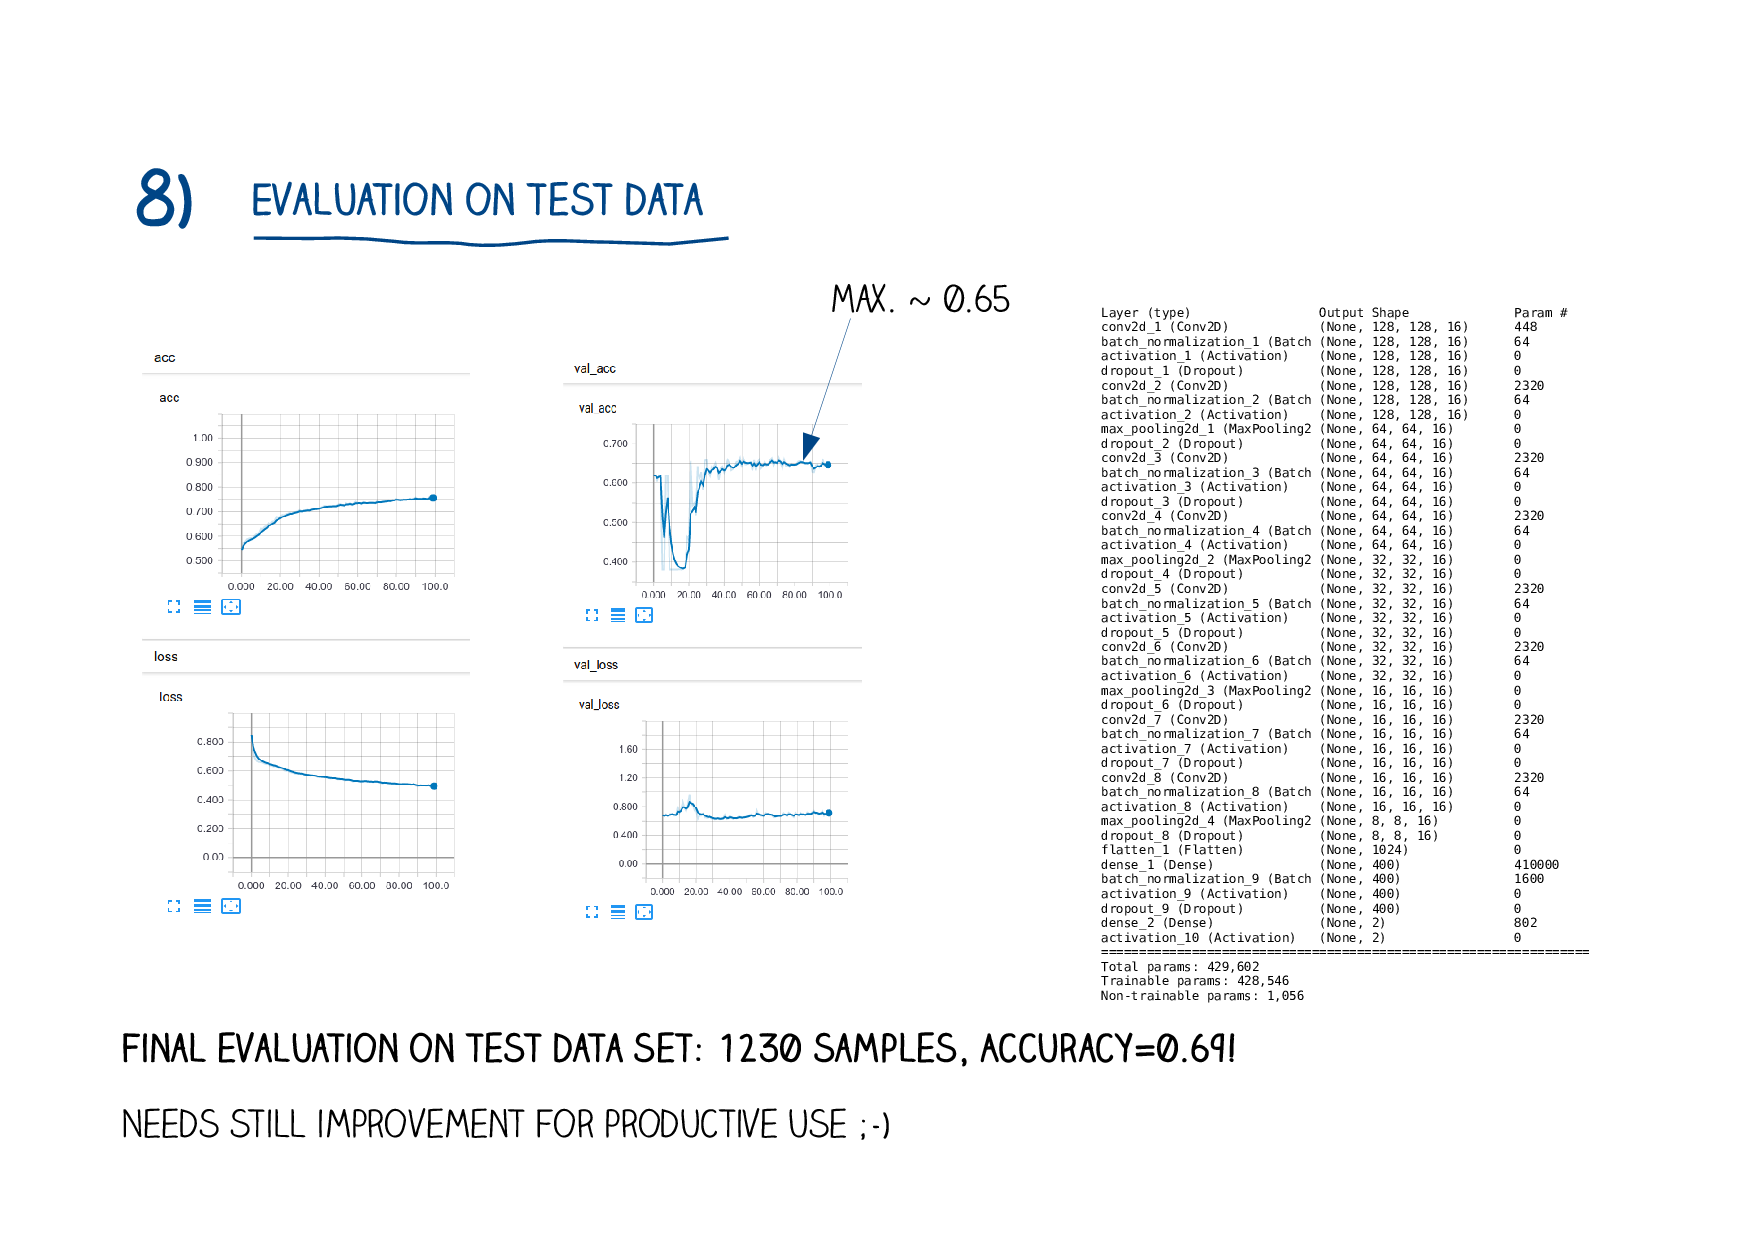 8) EVALUATION ON TEST DATA
MAX. ~ 0.65
acc
acc
1.00
0.900
0.800
0.700
0.600
0.500
0.000 20.00 40.00 60.00 80.00 100.0
loss
loss
0.800
0.600
0.400
0.200
0.00
0.000 20.00 40.00 60.00 80.00 100.0
val_acc
val_acc
0.700
0.600
0.500
0.400
0.000 20.00 40.00 60.00 80.00 100.0
val_loss
val_loss
1.60
1.20
0.800
0.400
0.00
0.000 20.00 40.00 60.00 80.00 100.0
Layer (type) Output Shape Param #
conv2d_1 (Conv2D) (None, 128, 128, 16) 448
batch_normalization_1 (Batch (None, 128, 128, 16) 64
activation_1 (Activation) (None, 128, 128, 16) 0
dropout_1 (Dropout) (None, 128, 128, 16) 0
conv2d_2 (Conv2D) (None, 128, 128, 16) 2320
batch_normalization_2 (Batch (None, 128, 128, 16) 64
activation_2 (Activation) (None, 128, 128, 16) 0
max_pooling2d_1 (MaxPooling2 (None, 64, 64, 16) 0
dropout_2 (Dropout) (None, 64, 64, 16) 0
conv2d_3 (Conv2D) (None, 64, 64, 16) 2320
batch_normalization_3 (Batch (None, 64, 64, 16) 64
activation_3 (Activation) (None, 64, 64, 16) 0
dropout_3 (Dropout) (None, 64, 64, 16) 0
conv2d_4 (Conv2D) (None, 64, 64, 16) 2320
batch_normalization_4 (Batch (None, 64, 64, 16) 64
activation_4 (Activation) (None, 64, 64, 16) 0
max_pooling2d_2 (MaxPooling2 (None, 32, 32, 16) 0
dropout_4 (Dropout) (None, 32, 32, 16) 0
conv2d_5 (Conv2D) (None, 32, 32, 16) 2320
batch_normalization_5 (Batch (None, 32, 32, 16) 64
activation_5 (Activation) (None, 32, 32, 16) 0
dropout_5 (Dropout) (None, 32, 32, 16) 0
conv2d_6 (Conv2D) (None, 32, 32, 16) 2320
batch_normalization_6 (Batch (None, 32, 32, 16) 64
activation_6 (Activation) (None, 32, 32, 16) 0
max_pooling2d_3 (MaxPooling2 (None, 16, 16, 16) 0
dropout_6 (Dropout) (None, 16, 16, 16) 0
conv2d_7 (Conv2D) (None, 16, 16, 16) 2320
batch_normalization_7 (Batch (None, 16, 16, 16) 64
activation_7 (Activation) (None, 16, 16, 16) 0
dropout_7 (Dropout) (None, 16, 16, 16) 0
conv2d_8 (Conv2D) (None, 16, 16, 16) 2320
batch_normalization_8 (Batch (None, 16, 16, 16) 64
activation_8 (Activation) (None, 16, 16, 16) 0
max_pooling2d_4 (MaxPooling2 (None, 8, 8, 16) 0
dropout_8 (Dropout) (None, 8, 8, 16) 0
flatten_1 (Flatten) (None, 1024) 0
dense_1 (Dense) (None, 400) 410000
batch_normalization_9 (Batch (None, 400) 1600
activation_9 (Activation) (None, 400) 0
dropout_9 (Dropout) (None, 400) 0
dense_2 (Dense) (None, 2) 802
activation_10 (Activation) (None, 2) 0
=================================================================
Total params: 429,602
Trainable params: 428,546
Non-trainable params: 1,056
FINAL EVALUATION ON TEST DATA SET: 1230 SAMPLES, ACCURACY=0.69!
NEEDS STILL IMPROVEMENT FOR PRODUCTIVE USE ;-)